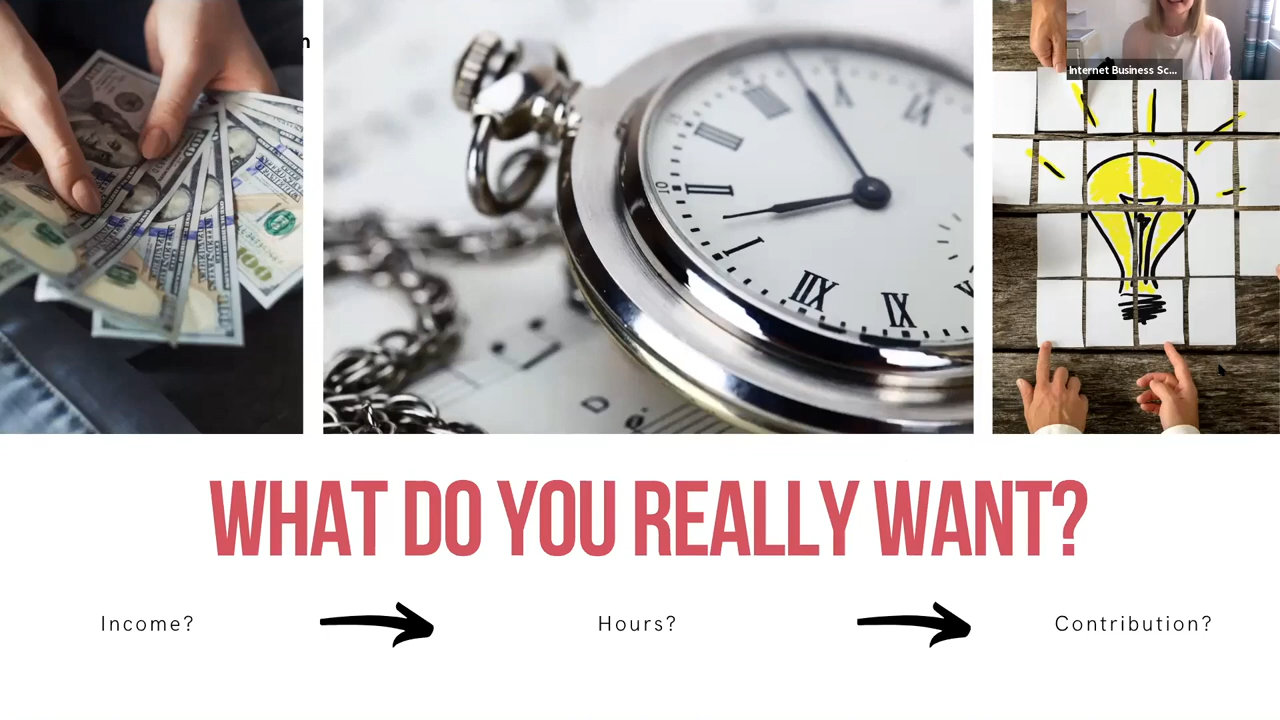 n
Internet Business Sc...
WHAT DO YOU REALLY WANT?
Income?
Hours?
Contribution?